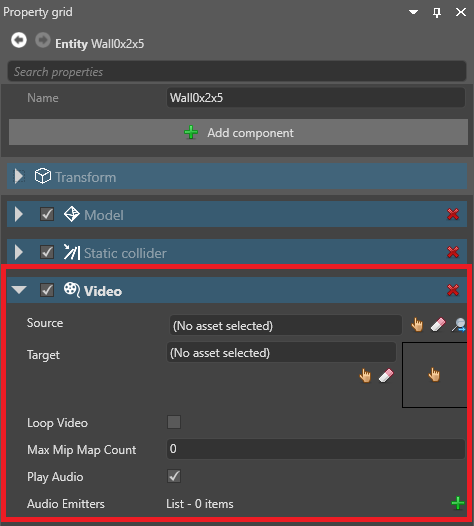 Property grid
Entity Wall0x2x5
Search properties
Name Wall0x2x5
Add component
Transform
Model
Static collider
Video
Source (No asset selected)
Target (No asset selected)
Loop Video
Max Mip Map Count 0
Play Audio
Audio Emitters List - 0 items